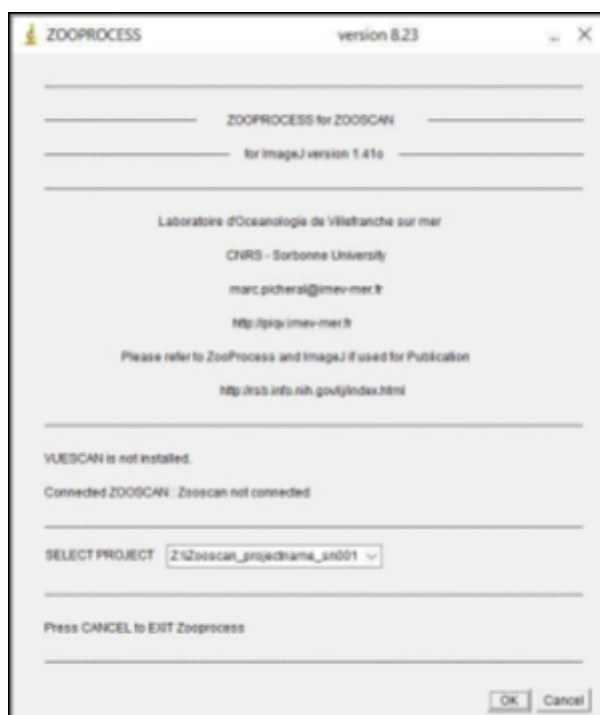 ZOOPROCESS version 8.23
ZOOPROCESS for ZOOSCAN
for ImageJ version 1.41o
Laboratoire d'Oceanologie de Villefranche sur mer
CNRS - Sorbonne University
marc.picheral@imev-mer.fr
http://piqv.imev-mer.fr
Please refer to ZooProcess and ImageJ if used for Publication
http://rsb.info.nih.gov/ij/index.html
VUESCAN is not installed.
Connected ZOOSCAN : Zooscan not connected
SELECT PROJECT Z:\Zooscan_projectname_sn001
Press CANCEL to EXIT Zooprocess
OK Cancel